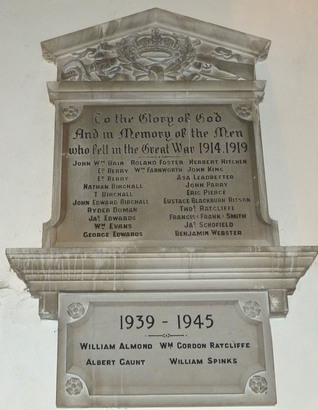 To the Glory of God
And in Memory of the Men
who fell in the Great War 1914-1919
John Wm Bain Roland Foster Herbert Hitchen
Ed Berry Wm Farnworth John King
Ed Berry Asa Leadbetter
Nathan Birchall John Parry
T Birchall Eric Pierce
John Edward Birchall Eustace Blackburn Ritson
Ryder Duman Thos Ratcliffe
Jas Edwards Francis-Frank-Smith
Wm Evans Jas Schofield
George Edwards Benjamin Webster
1939 - 1945
William Almond Wm Gordon Ratcliffe
Albert Gaunt William Spinks